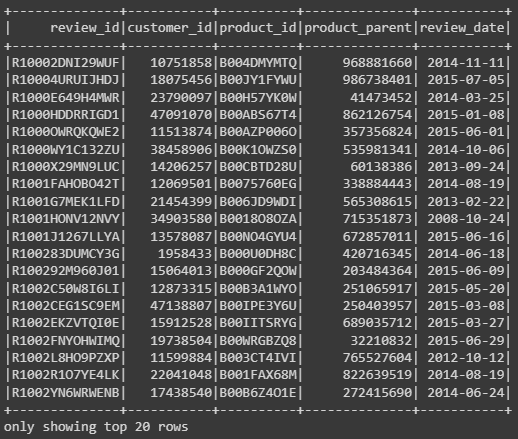 +--------------+-----------+----------+--------------+-----------+
|     review_id|customer_id|product_id|product_parent|review_date|
+--------------+-----------+----------+--------------+-----------+
|R10002DNI29WUF|   10751858|B004DMYMTQ|     968881660| 2014-11-11|
|R10004URUIJHDJ|   18075456|B00JY1FYWU|     986738401| 2015-07-05|
|R1000E649H4MWR|   23790097|B00H57YK0W|      41473452| 2014-03-25|
|R1000HDDRRIGD1|   47091070|B00ABS67T4|     862126754| 2015-01-08|
|R1000OWRQKQWE2|   11513874|B00AZP006O|     357356824| 2015-06-01|
|R1000WY1C132ZU|   38458906|B00K1OWZS0|     535981341| 2014-10-06|
|R1000X29MN9LUC|   14206257|B00CBTD28U|      60138386| 2013-09-24|
|R1001FAHOBO42T|   12069501|B0075760EG|     338884443| 2014-08-19|
|R1001G7MEK1LFD|   21454399|B006JD9WDI|     565308615| 2013-02-22|
|R1001HONV12NVY|   34903580|B0018O8OZA|     715351873| 2008-10-24|
|R1001J1267LLYA|   13578087|B00NO4GYU4|     672857011| 2015-06-16|
|R100283DUMCY3G|    1958433|B000U0DH8C|     420716345| 2014-06-18|
|R100292M960J01|   15064013|B000GF2QOW|     203484364| 2015-06-09|
|R1002C50W8I6LI|   12873315|B00B3A1WYO|     251065917| 2015-05-20|
|R1002CEG1SC9EM|   47138807|B00IPE3Y6U|     250403957| 2015-03-08|
|R1002EKZVTQI0E|   15912528|B00IITSRYG|     689035712| 2015-03-27|
|R1002FNYOHWIMQ|   19738504|B00WRGBZQ8|      32210832| 2015-06-29|
|R1002L8HO9PZXP|   11599884|B003CT4IVI|     765527604| 2012-10-12|
|R1002R1O7YE4LK|   22041048|B001FAX68M|     822639519| 2014-08-19|
|R1002YN6WRWENB|   17438540|B00B6Z4O1E|     272415690| 2014-06-24|
+--------------+-----------+----------+--------------+-----------+
only showing top 20 rows